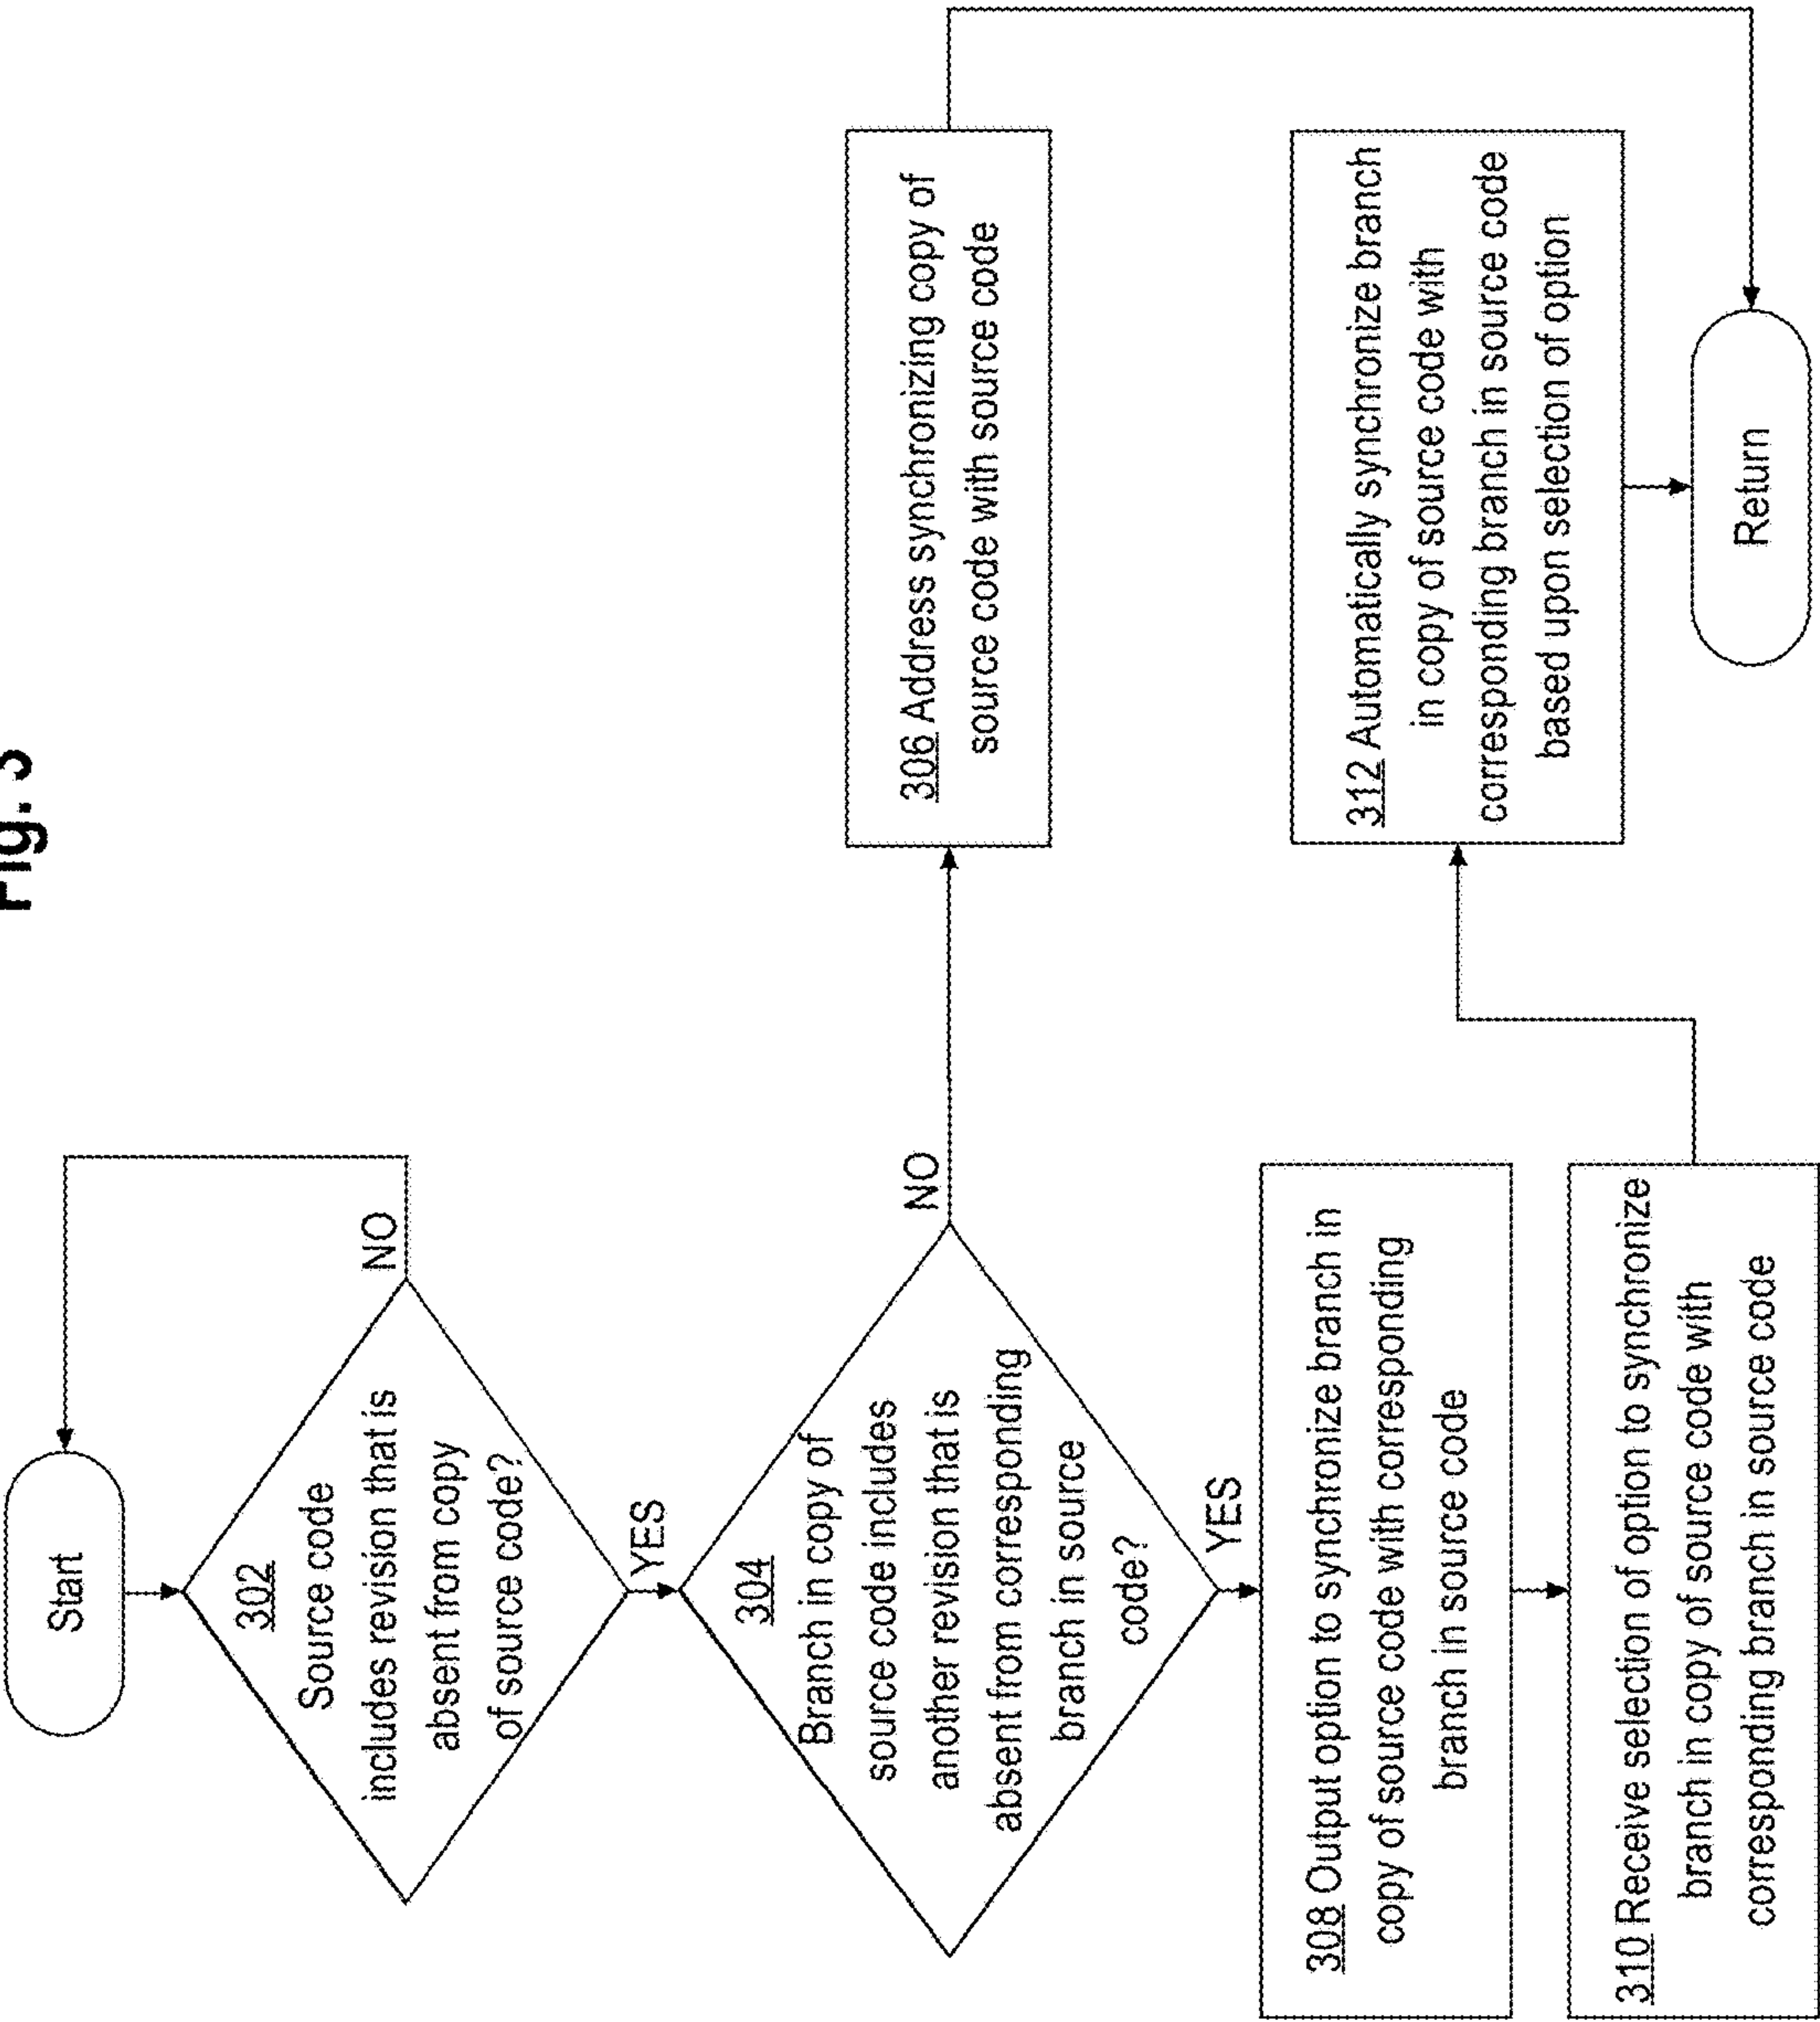 Fig. 3
Start
302
Source code
includes revision that is
absent from copy
of source code?
NO
YES
304
Branch in copy of
source code includes
another revision that is
absent from corresponding
branch in source
code?
NO
YES
306 Address synchronizing copy of
source code with source code
308 Output option to synchronize branch in
copy of source code with corresponding
branch in source code
310 Receive selection of option to synchronize
branch in copy of source code with
corresponding branch in source code
312 Automatically synchronize branch
in copy of source code with
corresponding branch in source code
based upon selection of option
Return